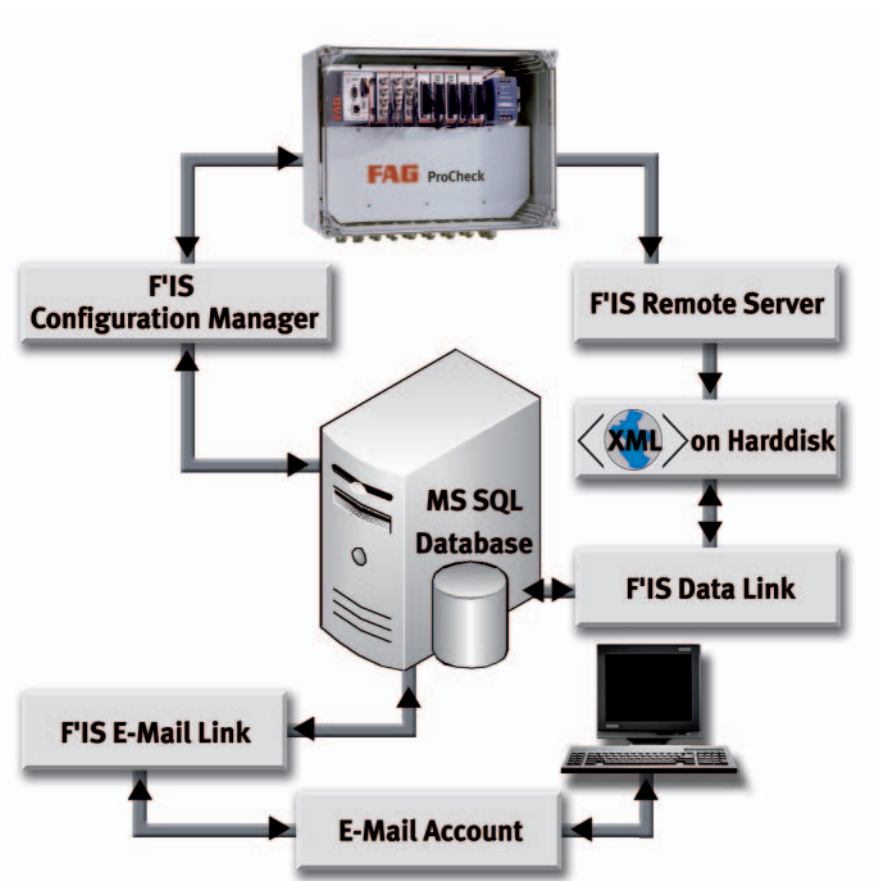 FAG
FAG ProCheck
F'IS
Configuration Manager
F'IS Remote Server
XML on Harddisk
MS SQL
Database
F'IS Data Link
F'IS E-Mail Link
E-Mail Account